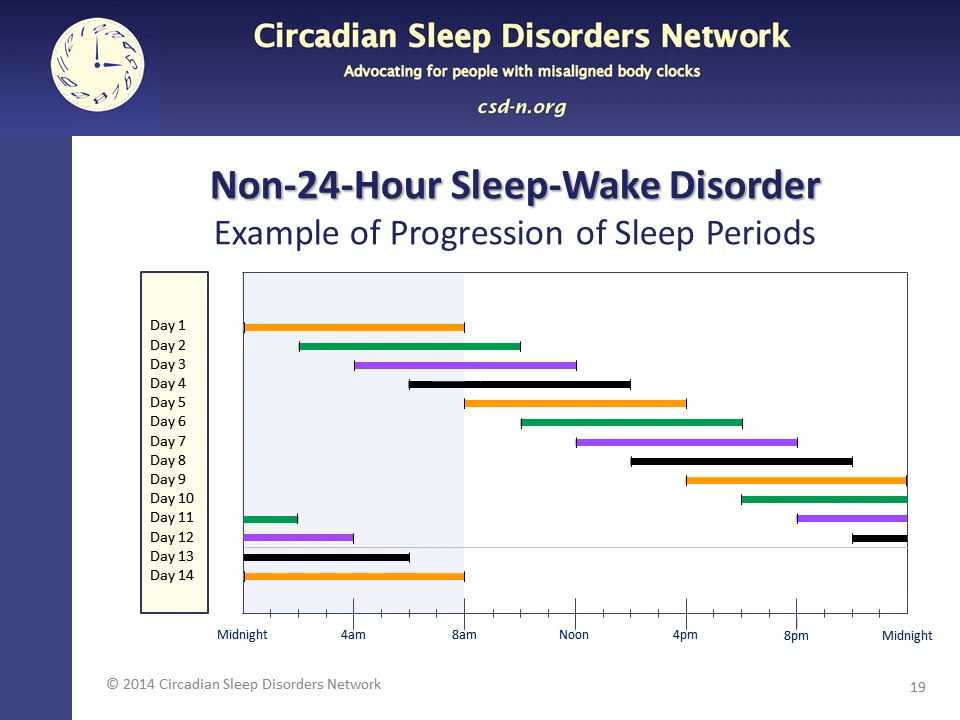 Circadian Sleep Disorders Network
Advocating for people with misaligned body clocks
csd-n.org
Non-24-Hour Sleep-Wake Disorder
Example of Progression of Sleep Periods
Day 1
Day 2
Day 3
Day 4
Day 5
Day 6
Day 7
Day 8
Day 9
Day 10
Day 11
Day 12
Day 13
Day 14
Midnight 4am 8am Noon 4pm 8pm Midnight
© 2014 Circadian Sleep Disorders Network
19